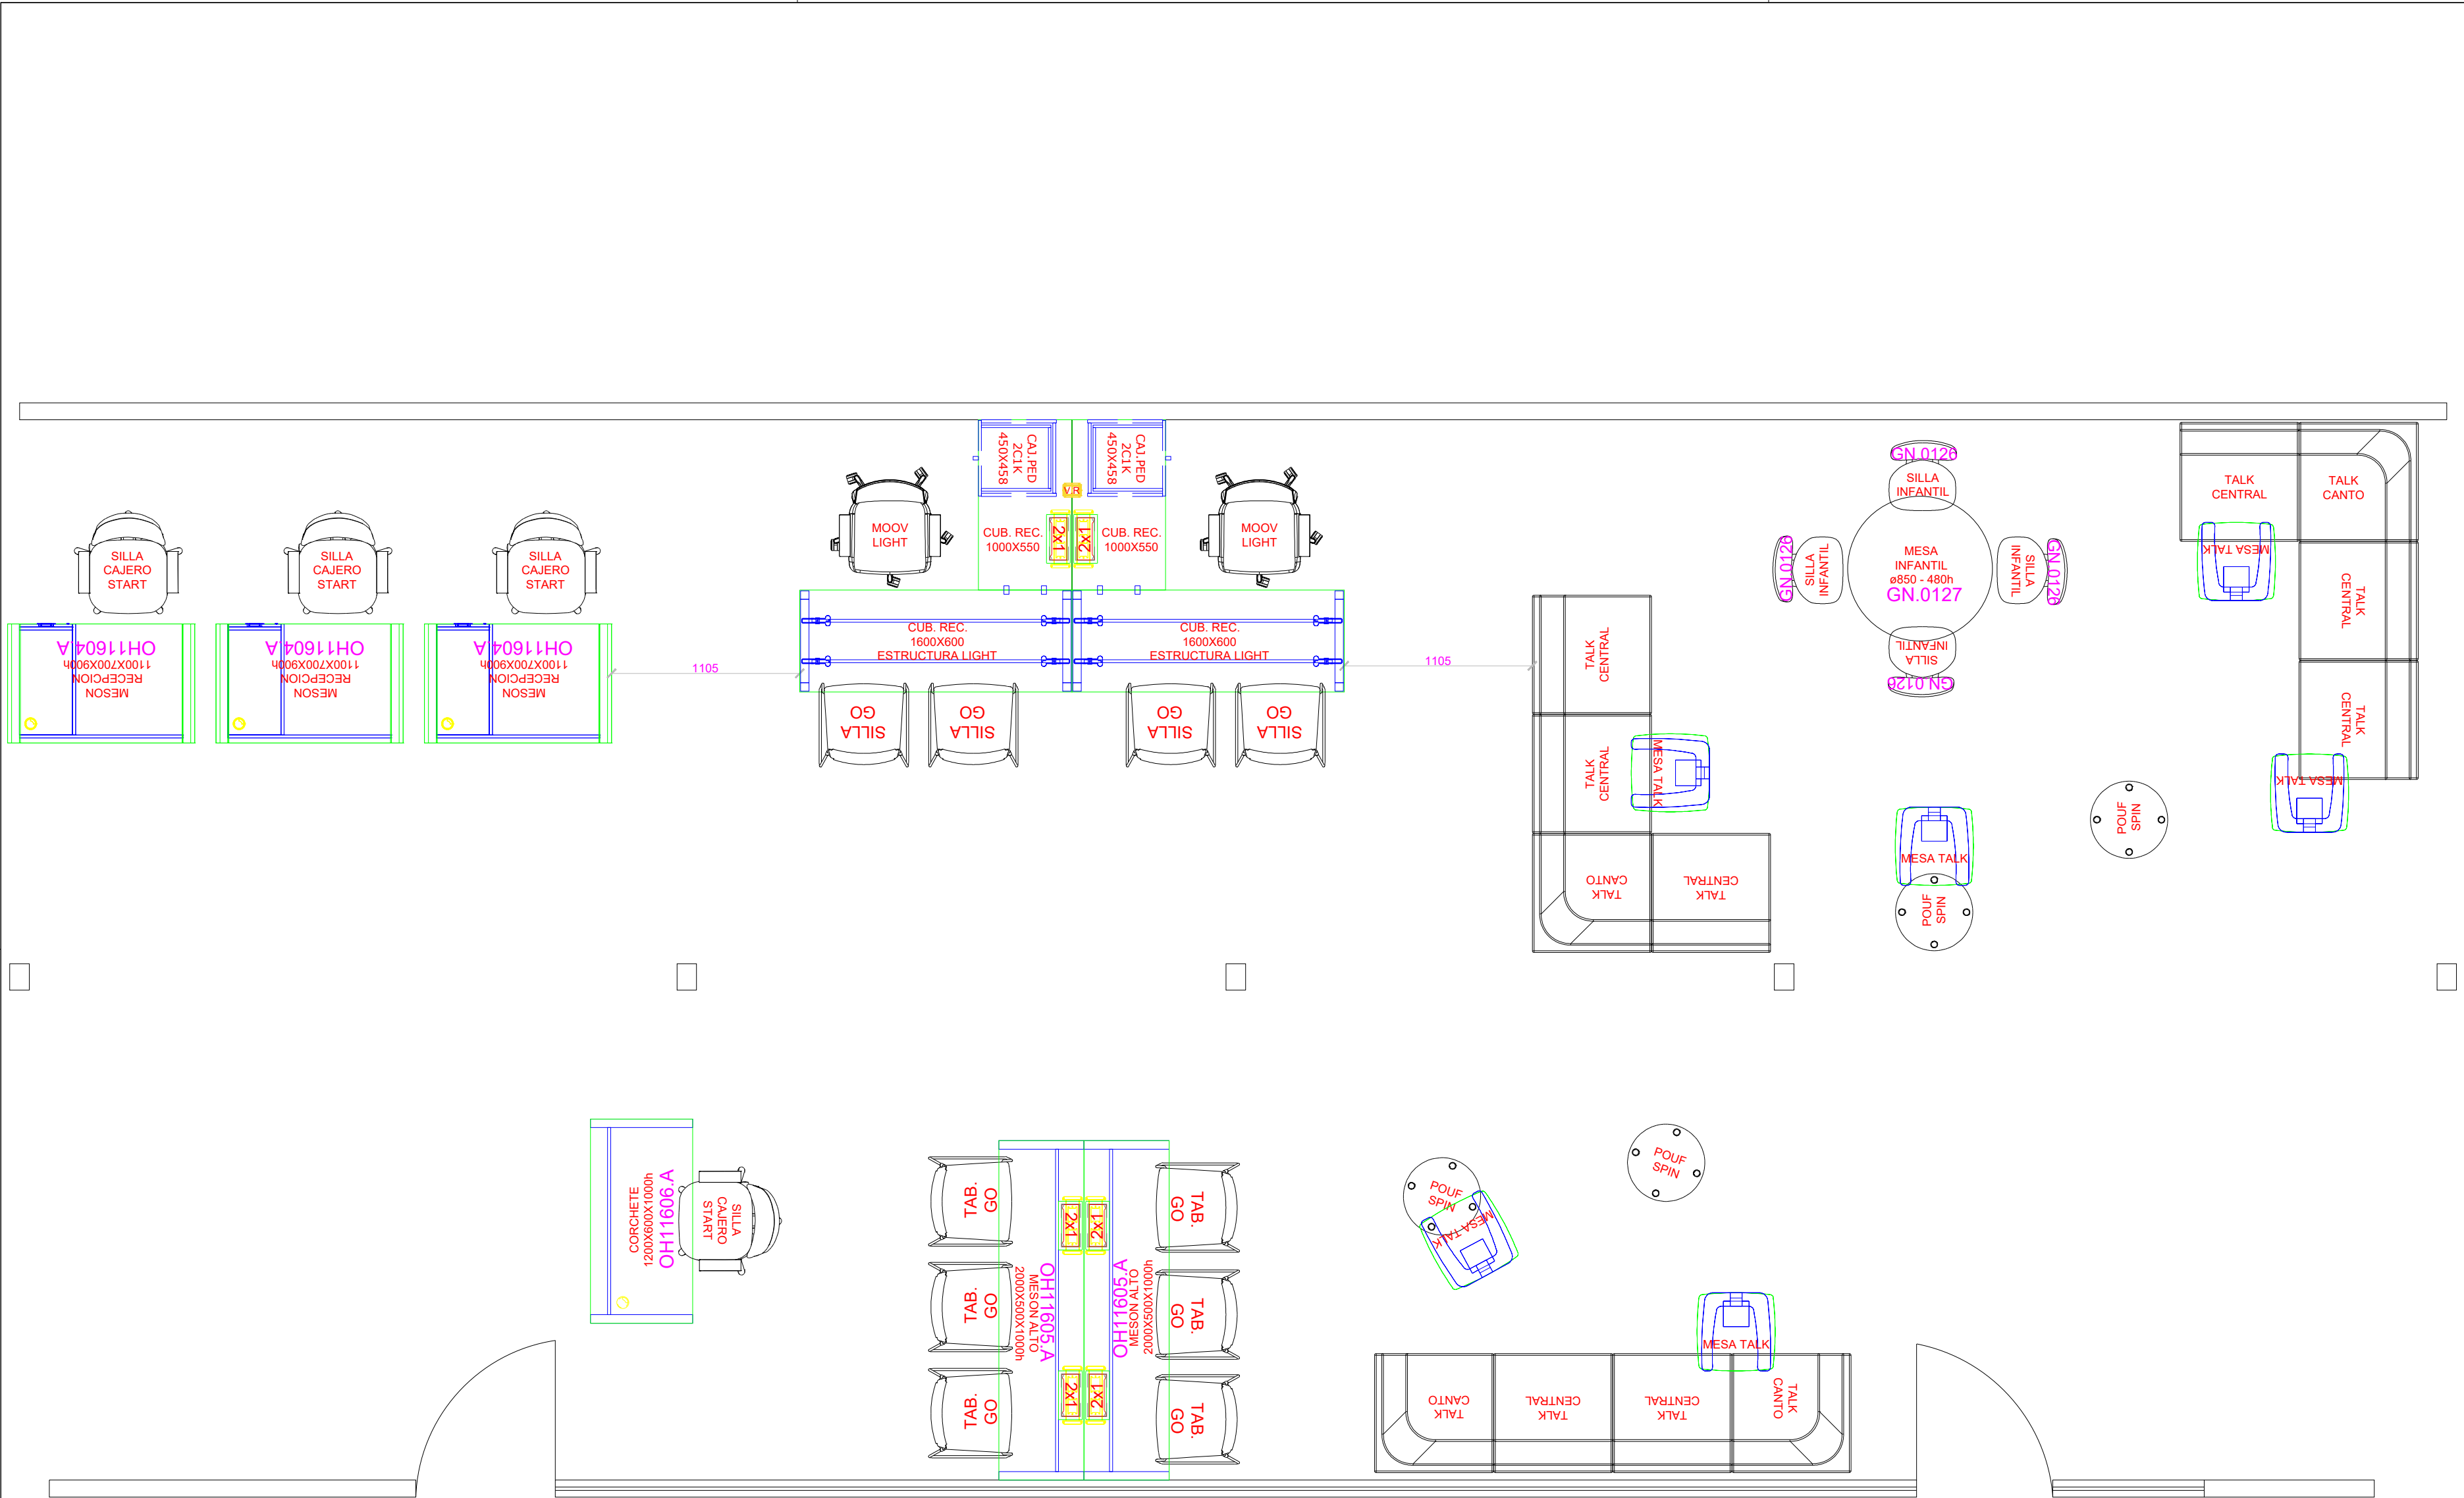 SILLA
CAJERO
START
SILLA
CAJERO
START
SILLA
CAJERO
START
MESON
RECEPCION
1100X700X900h
OH11604.A
MESON
RECEPCION
1100X700X900h
OH11604.A
MESON
RECEPCION
1100X700X900h
OH11604.A
1105
MOOV
LIGHT
CAJ.PED
2C1K
450X458
CAJ.PED
2C1K
450X458
V.R
CUB. REC.
1000X550
2x1
2x1
CUB. REC.
1000X550
MOOV
LIGHT
CUB. REC.
1600X600
ESTRUCTURA LIGHT
CUB. REC.
1600X600
ESTRUCTURA LIGHT
SILLA
GO
SILLA
GO
SILLA
GO
SILLA
GO
1105
TALK
CENTRAL
TALK
CENTRAL
MESA TALK
TALK
CANTO
TALK
CENTRAL
GN.0126
SILLA
INFANTIL
GN.0126
SILLA
INFANTIL
MESA
INFANTIL
ø850 - 480h
GN.0127
SILLA
INFANTIL
GN.0126
SILLA
INFANTIL
GN.0126
TALK
CENTRAL
TALK
CANTO
MESA TALK
TALK
CENTRAL
TALK
CENTRAL
MESA TALK
POUF
SPIN
MESA TALK
POUF
SPIN
CORCHETE
1200X600X1000h
OH11606.A
SILLA
CAJERO
START
TAB.
GO
TAB.
GO
TAB.
GO
2x1
2x1
OH11605.A
MESON ALTO
2000X500X1000h
OH11605.A
MESON ALTO
2000X500X1000h
2x1
2x1
TAB.
GO
TAB.
GO
TAB.
GO
POUF
SPIN
MESA TALK
POUF
SPIN
MESA TALK
TALK
CANTO
TALK
CENTRAL
TALK
CENTRAL
TALK
CANTO